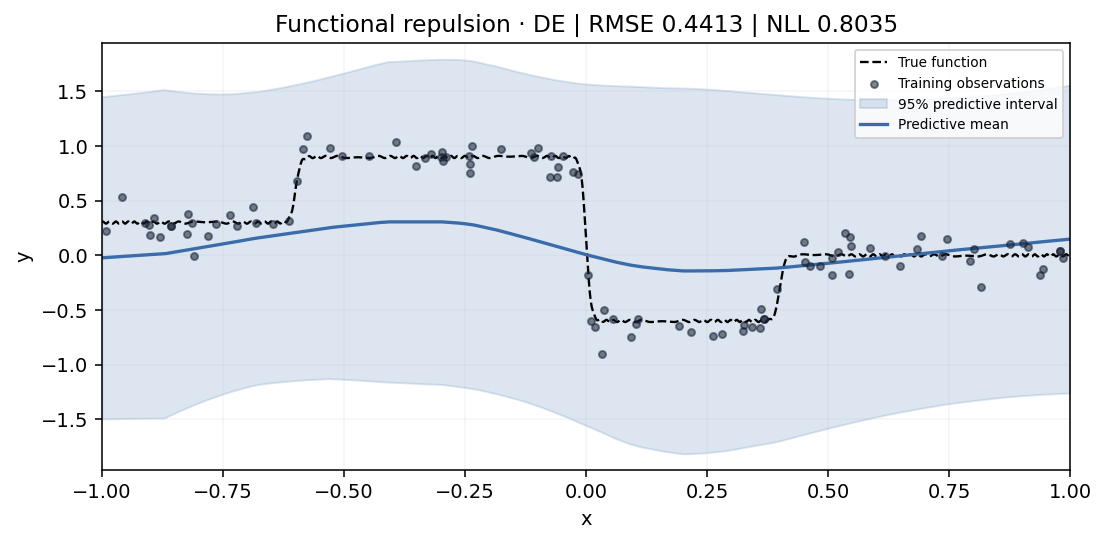 Functional repulsion · DE | RMSE 0.4413 | NLL 0.8035
True function
Training observations
95% predictive interval
Predictive mean
y
1.5
1.0
0.5
0.0
−0.5
−1.0
−1.5
−1.00 −0.75 −0.50 −0.25 0.00 0.25 0.50 0.75 1.00
x